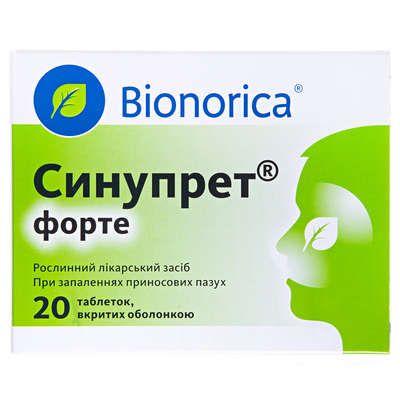 Bionorica®
Синупрет®
форте
Рослинний лікарський засіб
При запаленнях приносових пазух
20 таблеток,
вкритих оболонкою